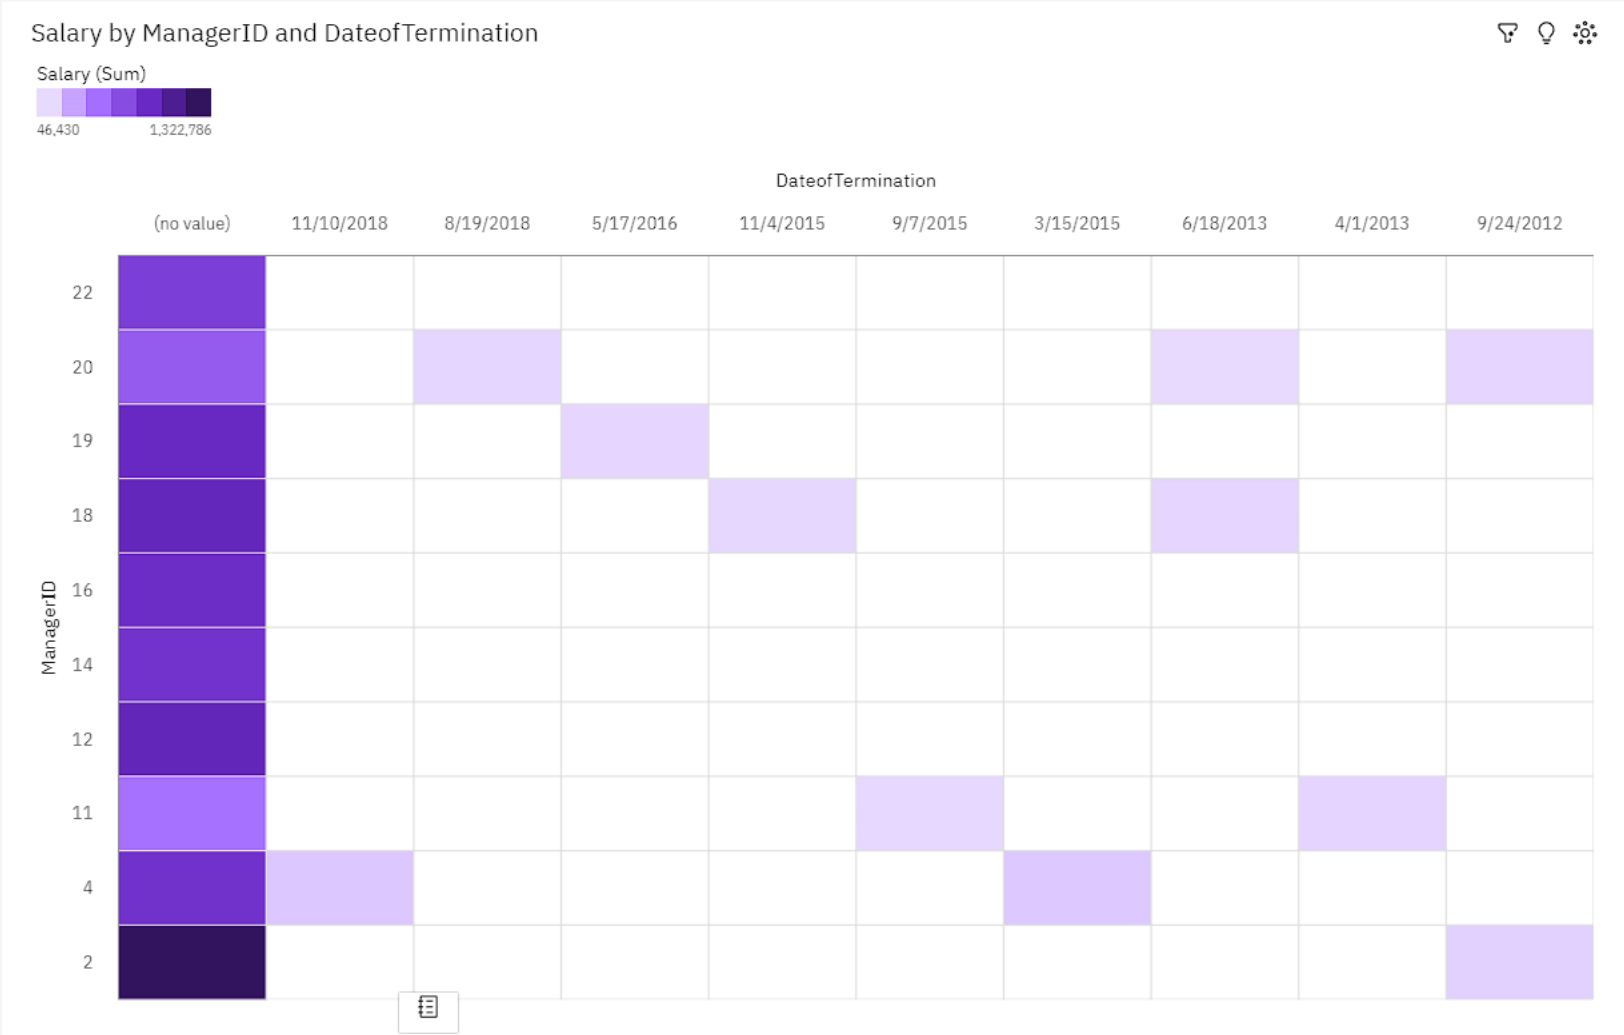 Salary by ManagerID and DateofTermination
Salary (Sum)
46,430 1,322,786
DateofTermination
(no value) 11/10/2018 8/19/2018 5/17/2016 11/4/2015 9/7/2015 3/15/2015 6/18/2013 4/1/2013 9/24/2012
ManagerID
22
20
19
18
16
14
12
11
4
2